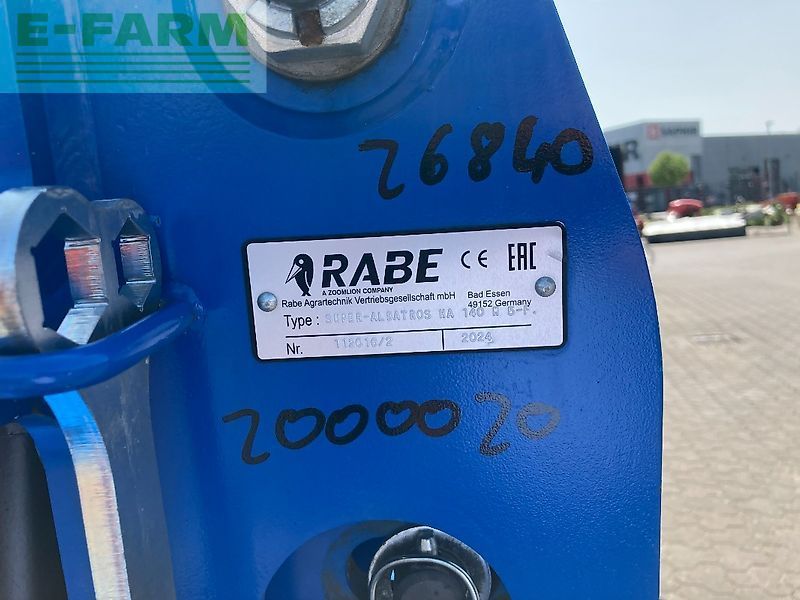 E-FARM
26840
RABE CE EAC
A ZOOMLION COMPANY
Rabe Agrartechnik Vertriebsgesellschaft mbH
Bad Essen
49152 Germany
Type : SUPER-ALBATROS MA 140 W 5-F.
Nr. 2024
2000020